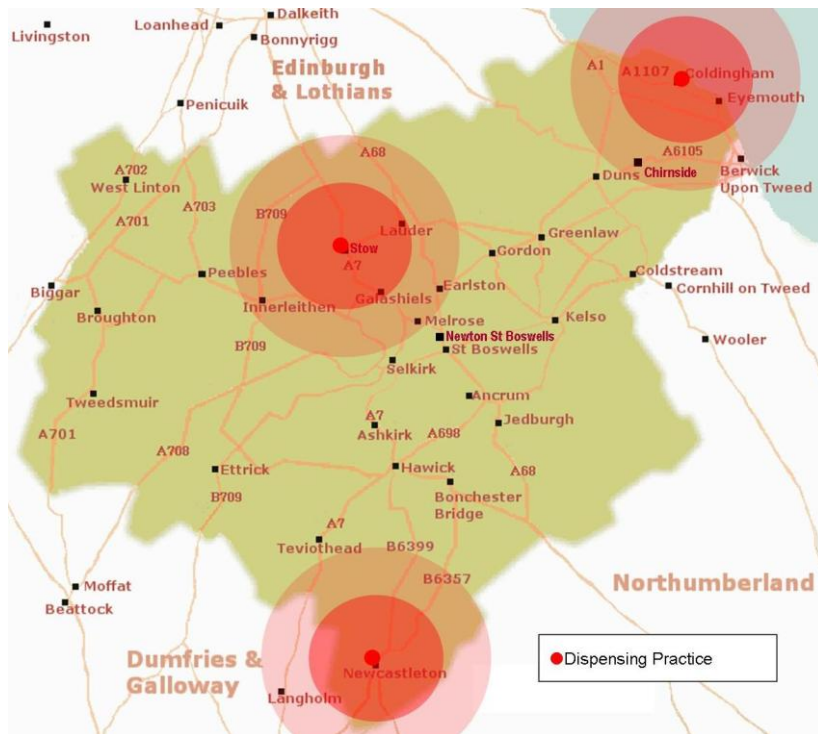 Dalkeith
Livingston
Loanhead
Bonnyrigg
Edinburgh
& Lothians
A1
A1107
Coldingham
Eyemouth
Penicuik
A68
A6105
A702
West Linton
Duns
Chirnside
Berwick
Upon Tweed
A703
A701
B709
Lauder
Greenlaw
Stow
Gordon
A7
Peebles
Coldstream
Biggar
Innerleithen
Galashiels
Earlston
Cornhill on Tweed
Broughton
Melrose
Kelso
Newton St Boswells
Wooler
B709
St Boswells
Selkirk
Tweedsmuir
Ancrum
A7
Jedburgh
A701
Ashkirk
A698
A708
Ettrick
Hawick
A68
B709
Bonchester
Bridge
A7
Teviothead
B6399
B6357
Moffat
Northumberland
Beattock
Dumfries &
Galloway
Newcastleton
Langholm
Dispensing Practice